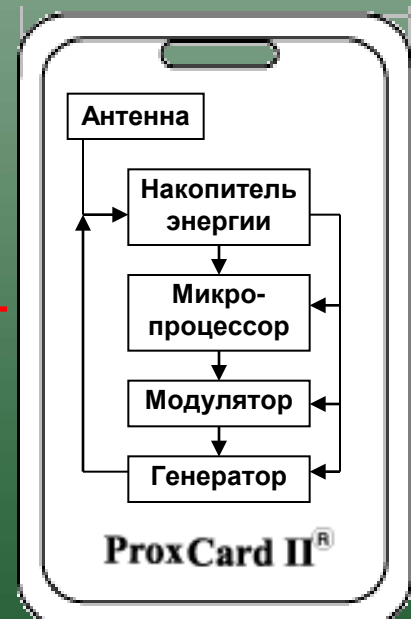 Антенна
Накопитель
энергии
Микро-
процессор
Модулятор
Генератор
ProxCard II®